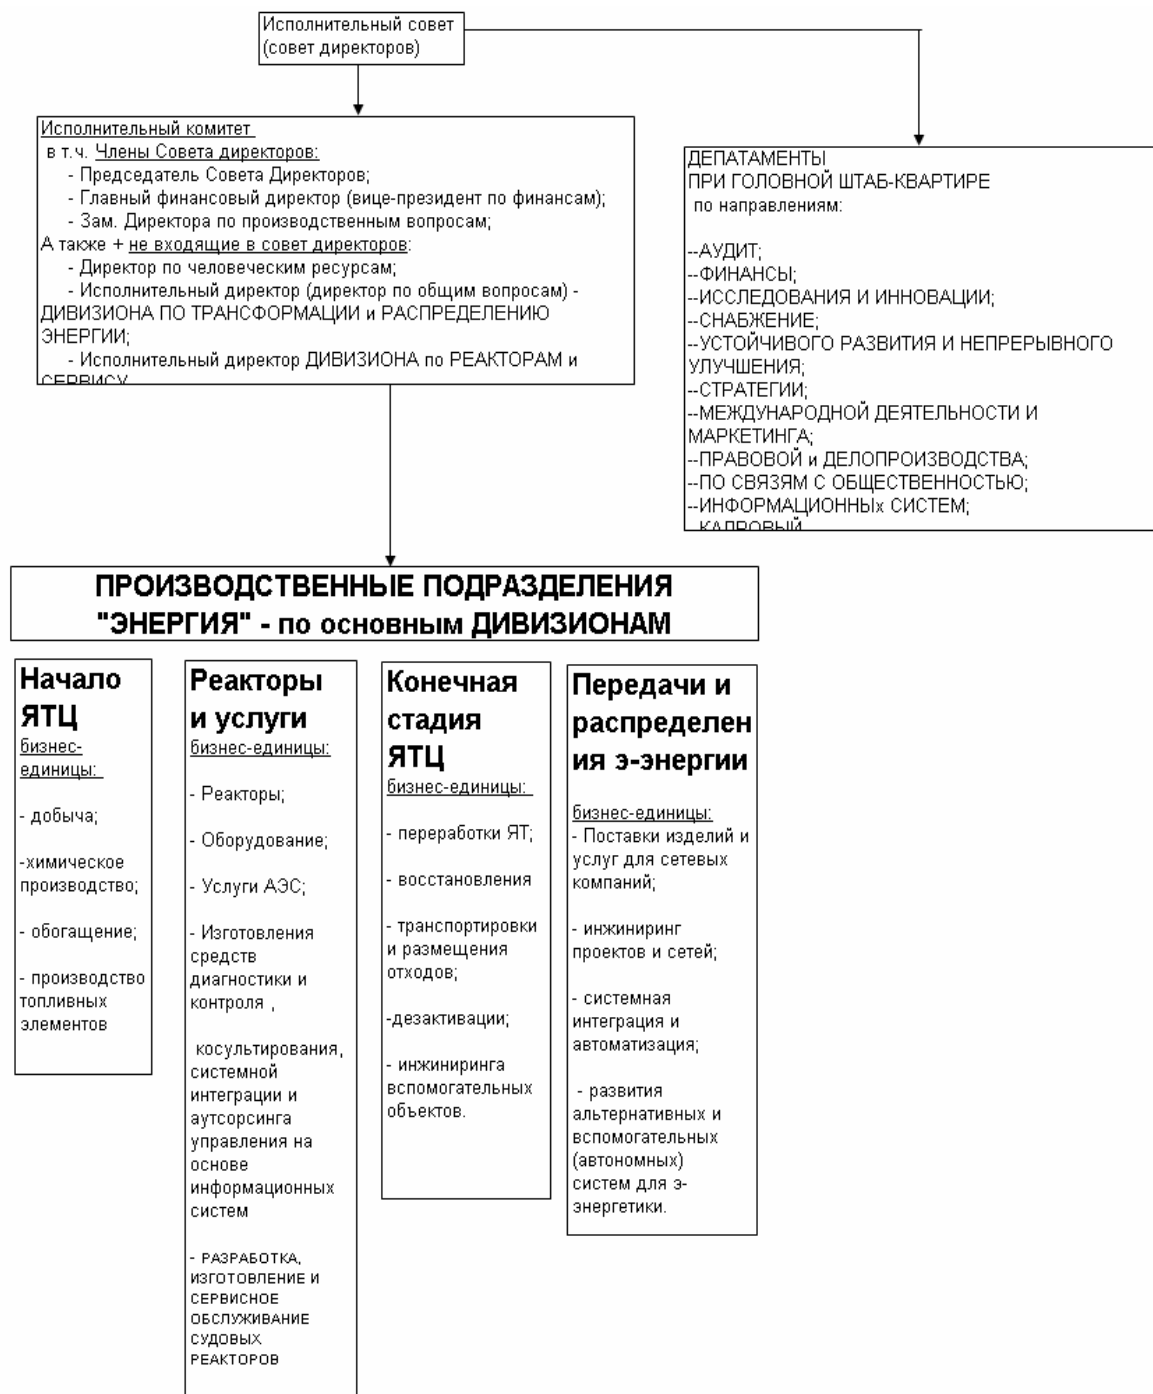 Исполнительный совет
(совет директоров)
Исполнительный комитет
в т.ч. Члены Совета директоров:
- Председатель Совета Директоров;
- Главный финансовый директор (вице-президент по финансам);
- Зам. Директора по производственным вопросам;
А также + не входящие в совет директоров:
- Директор по человеческим ресурсам;
- Исполнительный директор (директор по общим вопросам) -
ДИВИЗИОНА ПО ТРАНСФОРМАЦИИ и РАСПРЕДЕЛЕНИЮ
ЭНЕРГИИ;
- Исполнительный директор ДИВИЗИОНА по РЕАКТОРАМ и
СЕРВИСУ
ДЕПАТАМЕНТЫ
ПРИ ГОЛОВНОЙ ШТАБ-КВАРТИРЕ
по направлениям:
--АУДИТ;
--ФИНАНСЫ;
--ИССЛЕДОВАНИЯ И ИННОВАЦИИ;
--СНАБЖЕНИЕ;
--УСТОЙЧИВОГО РАЗВИТИЯ И НЕПРЕРЫВНОГО
УЛУЧШЕНИЯ;
--СТРАТЕГИИ;
--МЕЖДУНАРОДНОЙ ДЕЯТЕЛЬНОСТИ И
МАРКЕТИНГА;
--ПРАВОВОЙ и ДЕЛОПРОИЗВОДСТВА;
--ПО СВЯЗЯМ С ОБЩЕСТВЕННОСТЬЮ;
--ИНФОРМАЦИОННЫх СИСТЕМ;
--КАДРОВЫЙ
ПРОИЗВОДСТВЕННЫЕ ПОДРАЗДЕЛЕНИЯ
"ЭНЕРГИЯ" - по основным ДИВИЗИОНАМ
Начало
ЯТЦ
бизнес-
единицы:
- добыча;
-химическое
производство;
- обогащение;
- производство
топливных
элементов
Реакторы
и услуги
бизнес-единицы:
- Реакторы;
- Оборудование;
- Услуги АЭС;
- Изготовления
средств
диагностики и
контроля ,
косультирования,
системной
интеграции и
аутсорсинга
управления на
основе
информационных
систем
- РАЗРАБОТКА,
ИЗГОТОВЛЕНИЕ И
СЕРВИСНОЕ
ОБСЛУЖИВАНИЕ
СУДОВЫХ
РЕАКТОРОВ
Конечная
стадия
ЯТЦ
бизнес-единицы:
- переработки ЯТ;
- восстановления
- транспортировки
и размещения
отходов;
-дезактивации;
- инжиниринга
вспомогательных
объектов.
Передачи и
распределен
ия э-энергии
бизнес-единицы:
- Поставки изделий и
услуг для сетевых
компаний;
- инжиниринг
проектов и сетей;
- системная
интеграция и
автоматизация;
- развития
альтернативных и
вспомогательных
(автономных)
систем для э-
энергетики.